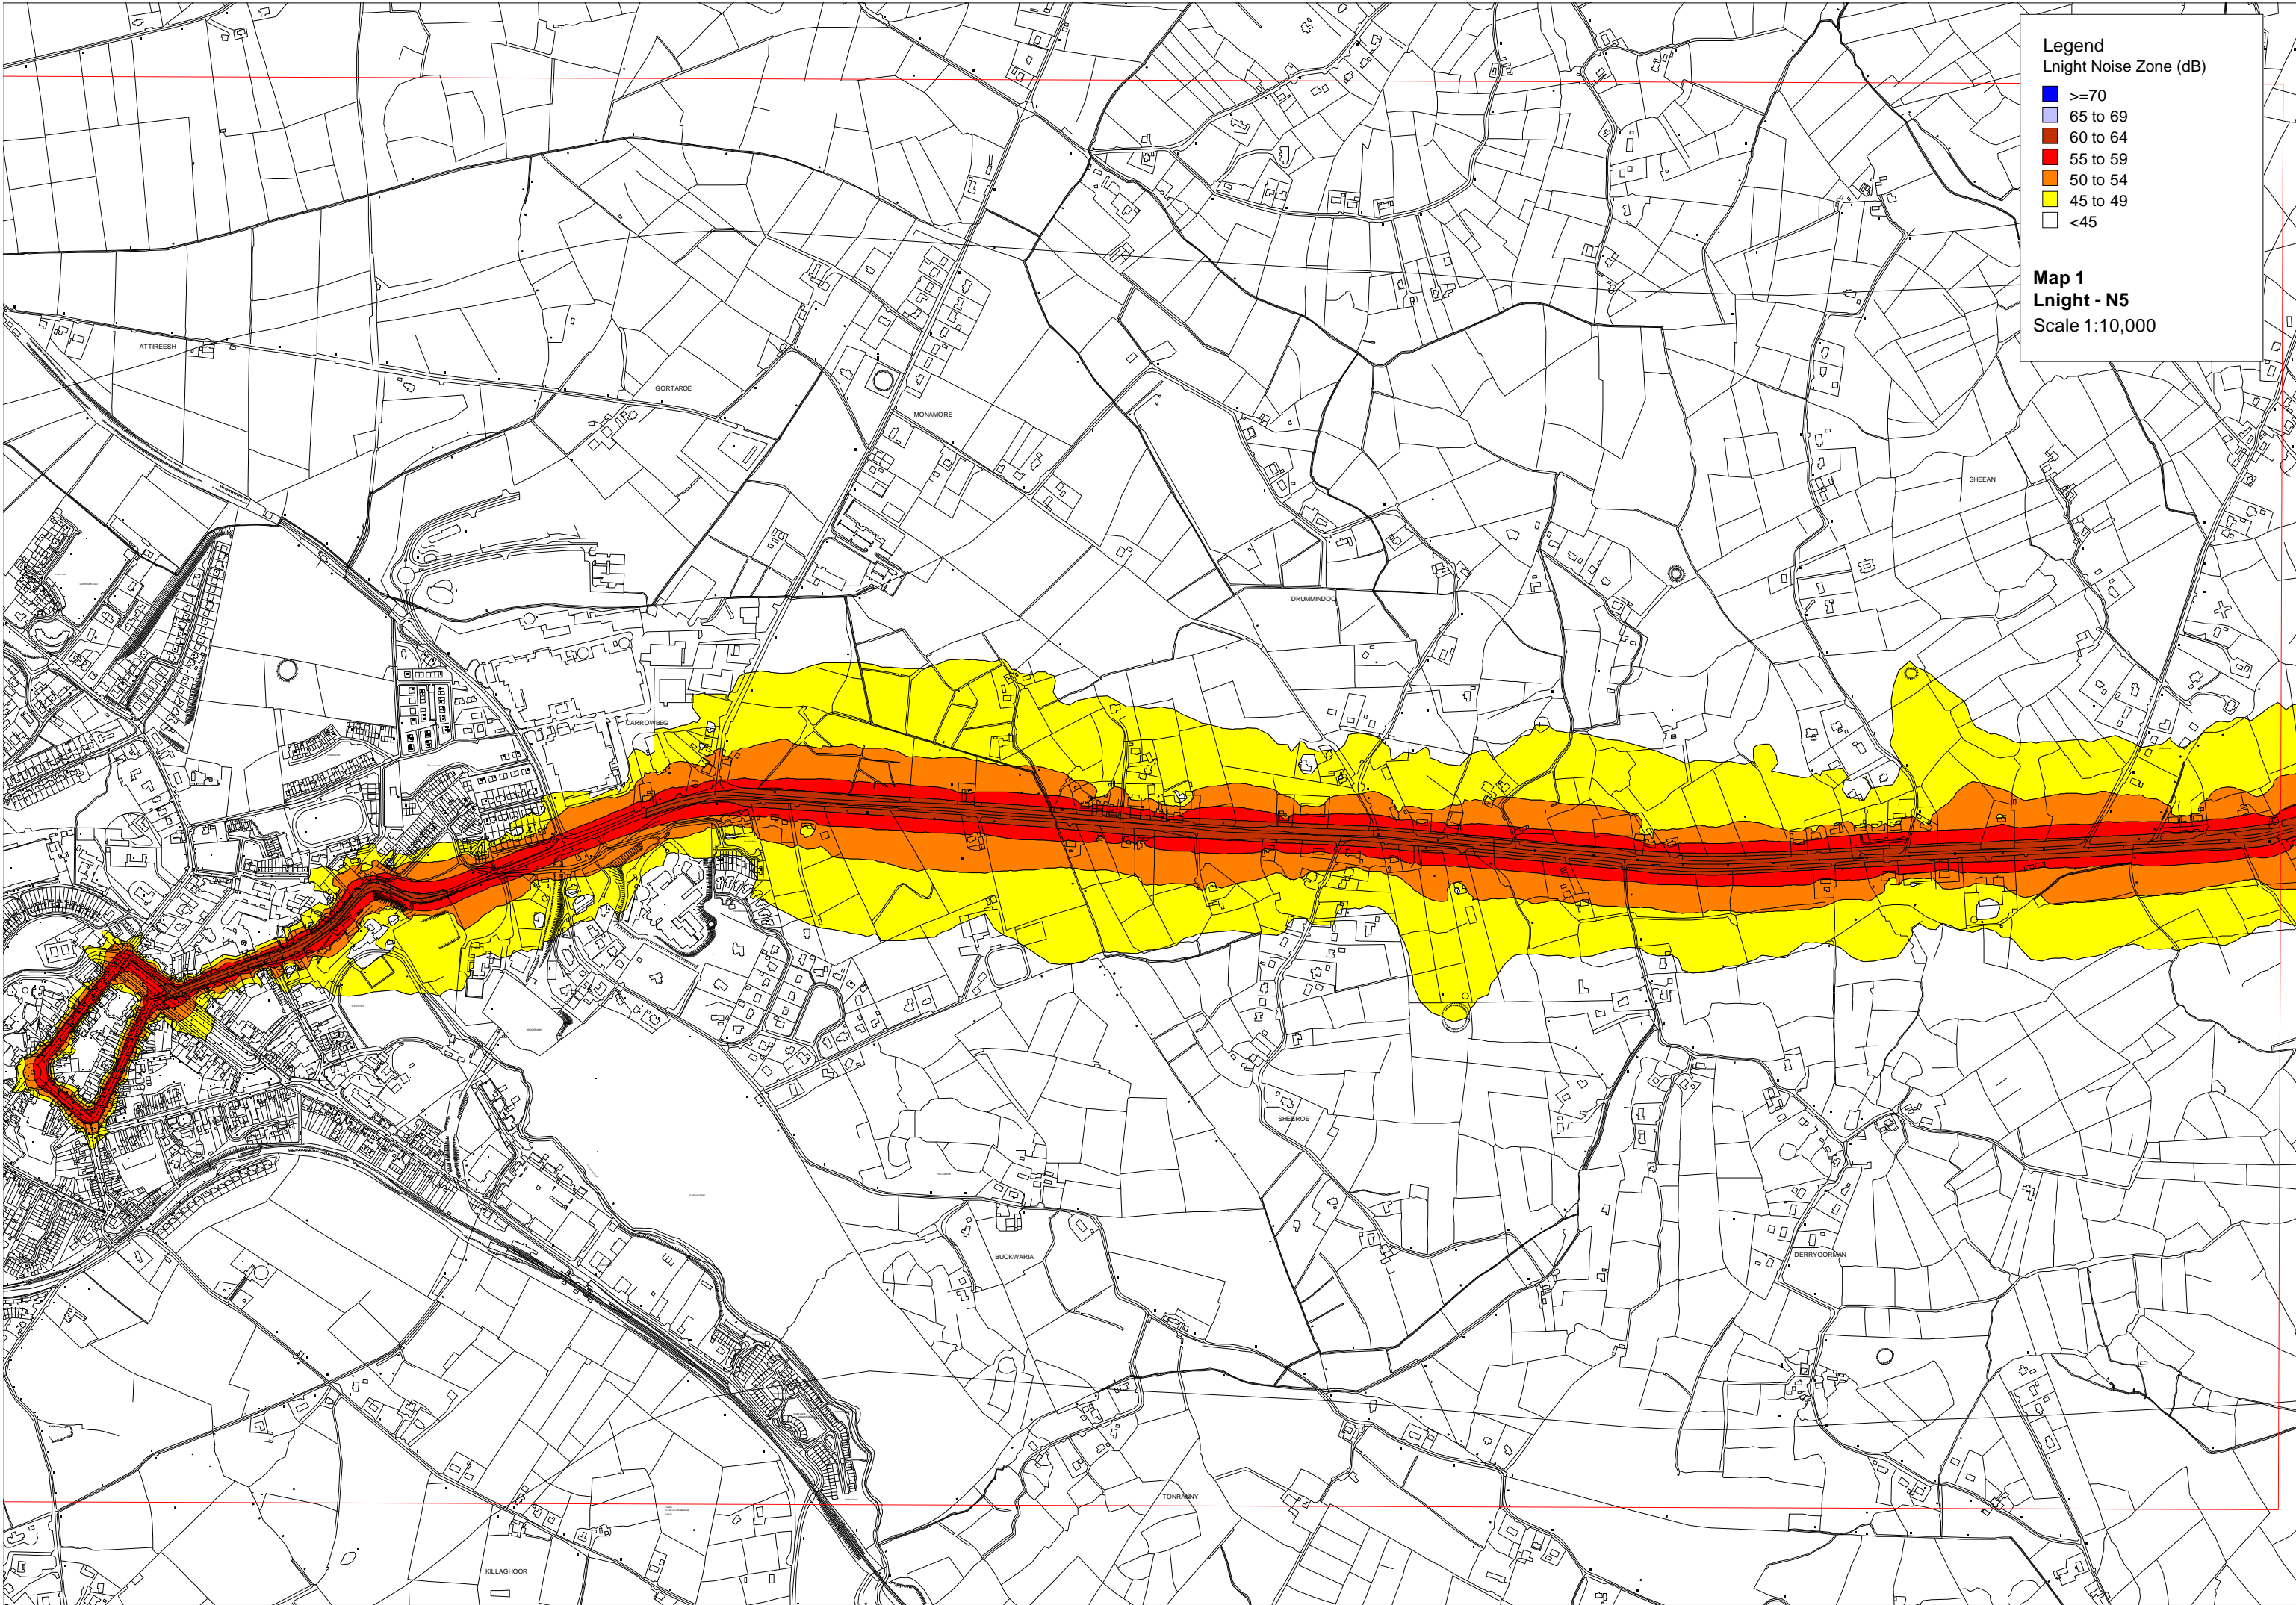 Legend
Lnight Noise Zone (dB)
>=70
65 to 69
60 to 64
55 to 59
50 to 54
45 to 49
<45
Map 1
Lnight - N5
Scale 1:10,000
ATTIREESH
GORTAROE
MONAMORE
SHEEAN
DRUMMINDOO
CARROWBEG
SHEEROE
BUCKWARIA
DERRYGORMAN
TONRANNY
KILLAGHOOR